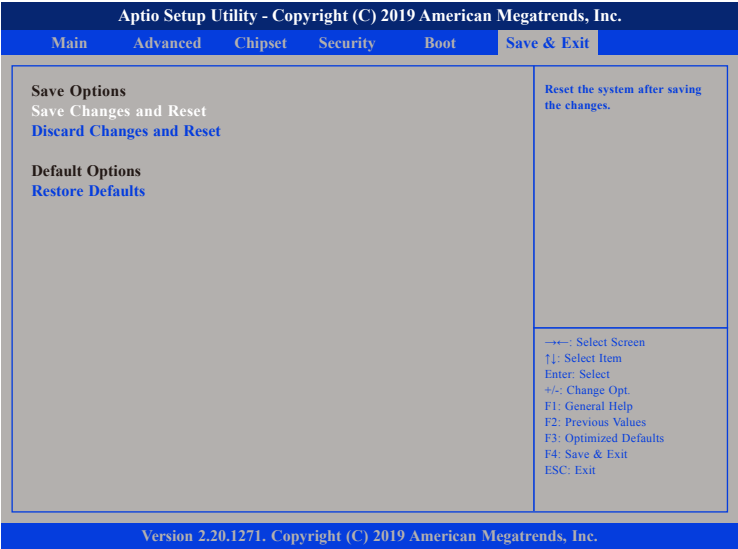 Aptio Setup Utility - Copyright (C) 2019 American Megatrends, Inc.
Main Advanced Chipset Security Boot Save & Exit
Save Options
Save Changes and Reset
Discard Changes and Reset
Default Options
Restore Defaults
Reset the system after saving
the changes.
→←: Select Screen
↑↓: Select Item
Enter: Select
+/-: Change Opt.
F1: General Help
F2: Previous Values
F3: Optimized Defaults
F4: Save & Exit
ESC: Exit
Version 2.20.1271. Copyright (C) 2019 American Megatrends, Inc.